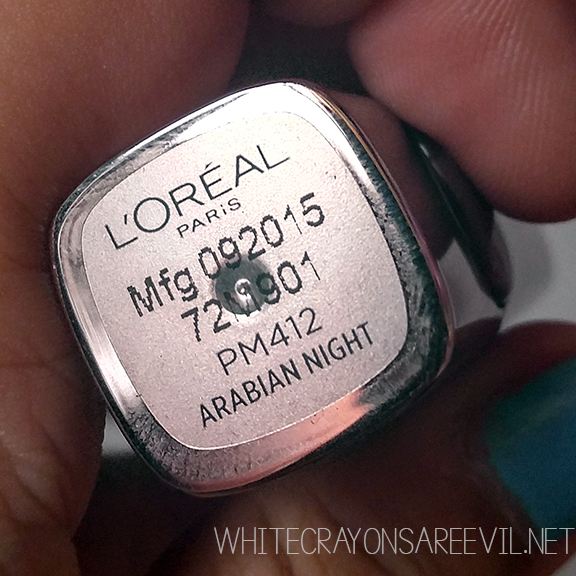 L'ORÉAL
PARiS
Mfg 092015
PM412
ARABIAN NIGHT
WHITECRAYONSAREEVIL.NET